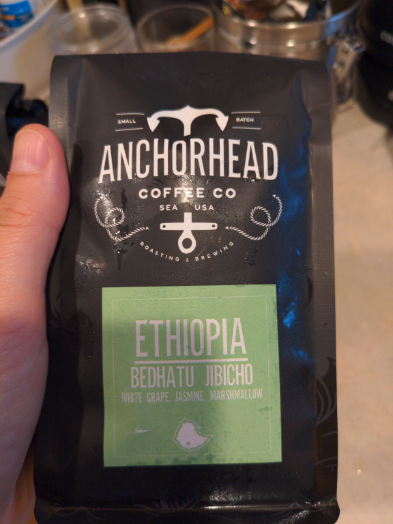 SMALL BATCH
ANCHORHEAD
COFFEE CO
SEA USA
ROASTING & BREWING
ETHIOPIA
BEDHATU JIBICHO
WHITE GRAPE JASMINE MARSHMALLOW